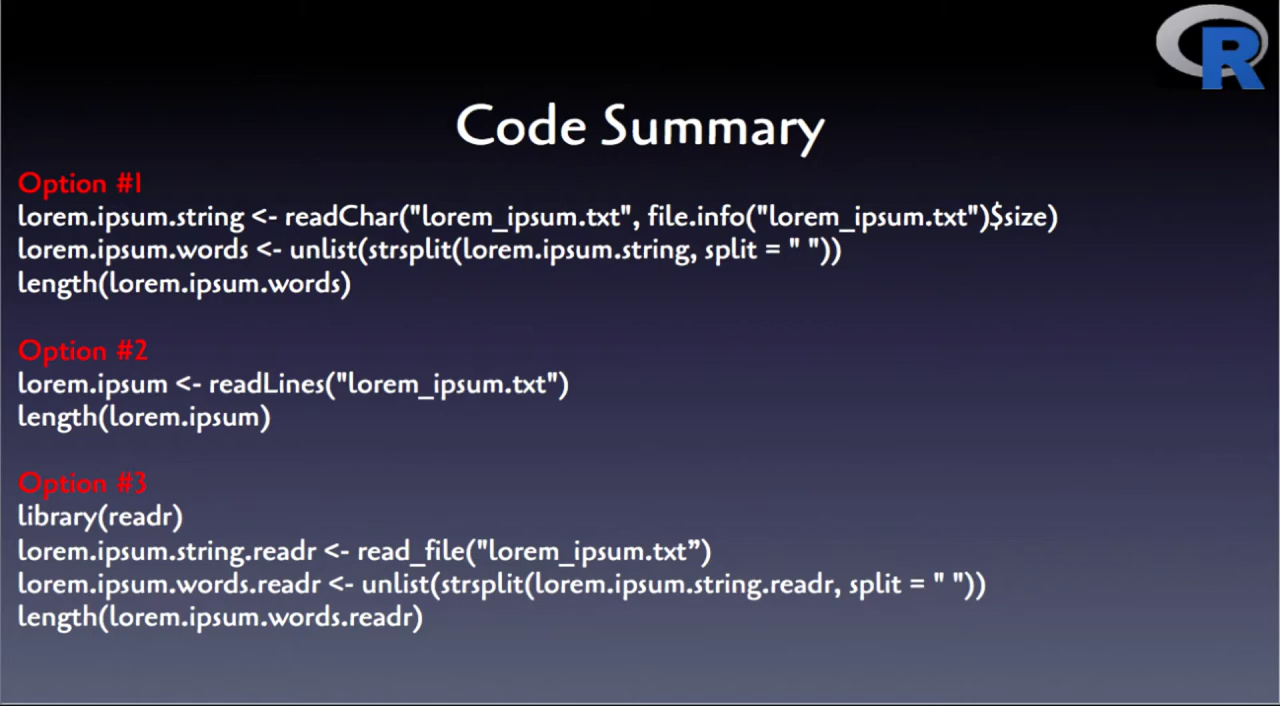 R
Code Summary
Option #1
lorem.ipsum.string <- readChar("lorem_ipsum.txt", file.info("lorem_ipsum.txt")$size)
lorem.ipsum.words <- unlist(strsplit(lorem.ipsum.string, split = " "))
length(lorem.ipsum.words)
Option #2
lorem.ipsum <- readLines("lorem_ipsum.txt")
length(lorem.ipsum)
Option #3
library(readr)
lorem.ipsum.string.readr <- read_file("lorem_ipsum.txt”)
lorem.ipsum.words.readr <- unlist(strsplit(lorem.ipsum.string.readr, split = " "))
length(lorem.ipsum.words.readr)